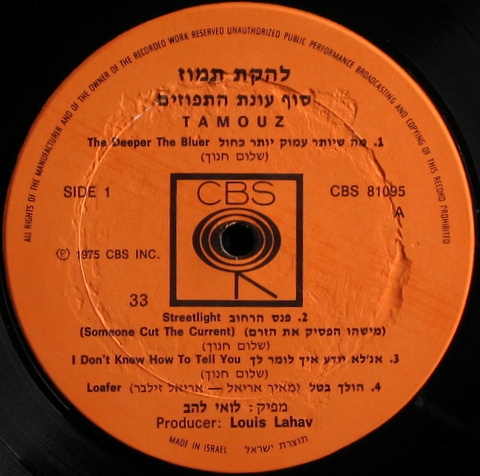 ALL RIGHTS OF THE MANUFACTURER AND OF THE OWNER OF THE RECORDED WORK RESERVED UNAUTHORIZED PUBLIC PERFORMANCE BROADCASTING AND COPYING OF THIS RECORD PROHIBITED
להקת תמוז
סוף עונת התפוזים
TAMOUZ
The Deeper The Bluer מה שיותר עמוק יותר כחול .1
(שלום חנוך)
SIDE 1
CBS
CBS 81095
A
Ⓟ 1975 CBS INC.
33
Streetlight פנס הרחוב .2
(Someone Cut The Current) (מישהו הפסיק את הזרם)
(שלום חנוך)
I Don't Know How To Tell You אנ'לא יודע איך לומר לך .3
(שלום חנוך)
Loafer הולך בטל (מאיר אריאל – אריאל זילבר) .4
מפיק: לואי להב
Producer: Louis Lahav
MADE IN ISRAEL תוצרת ישראל